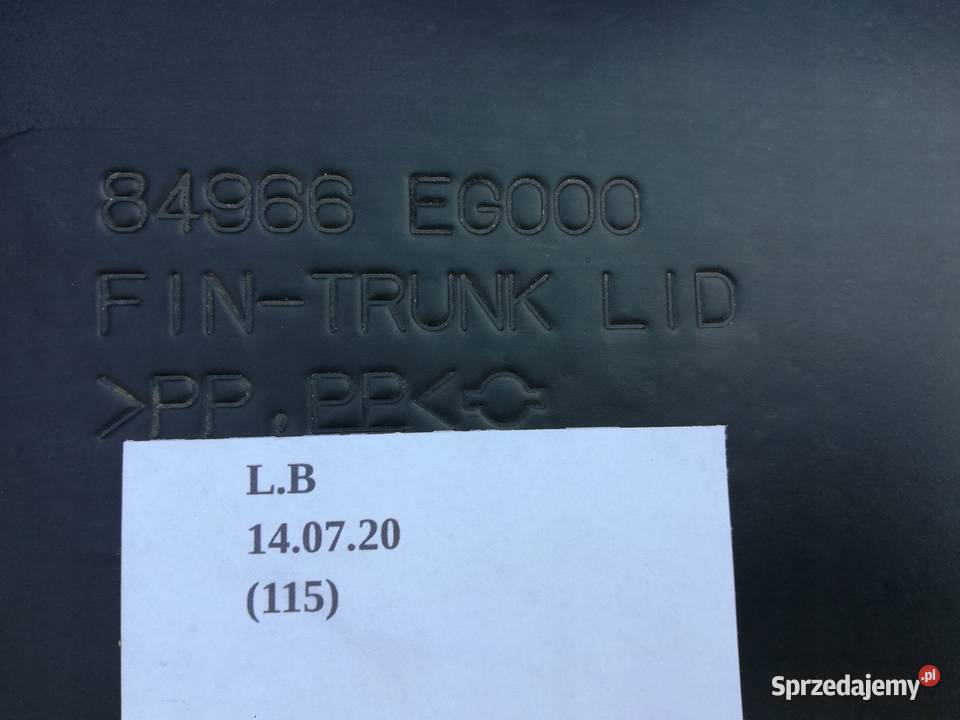 84966 EG000
FIN-TRUNK LID
>PP,PP<
L.B
14.07.20
(115)
Sprzedajemy.pl